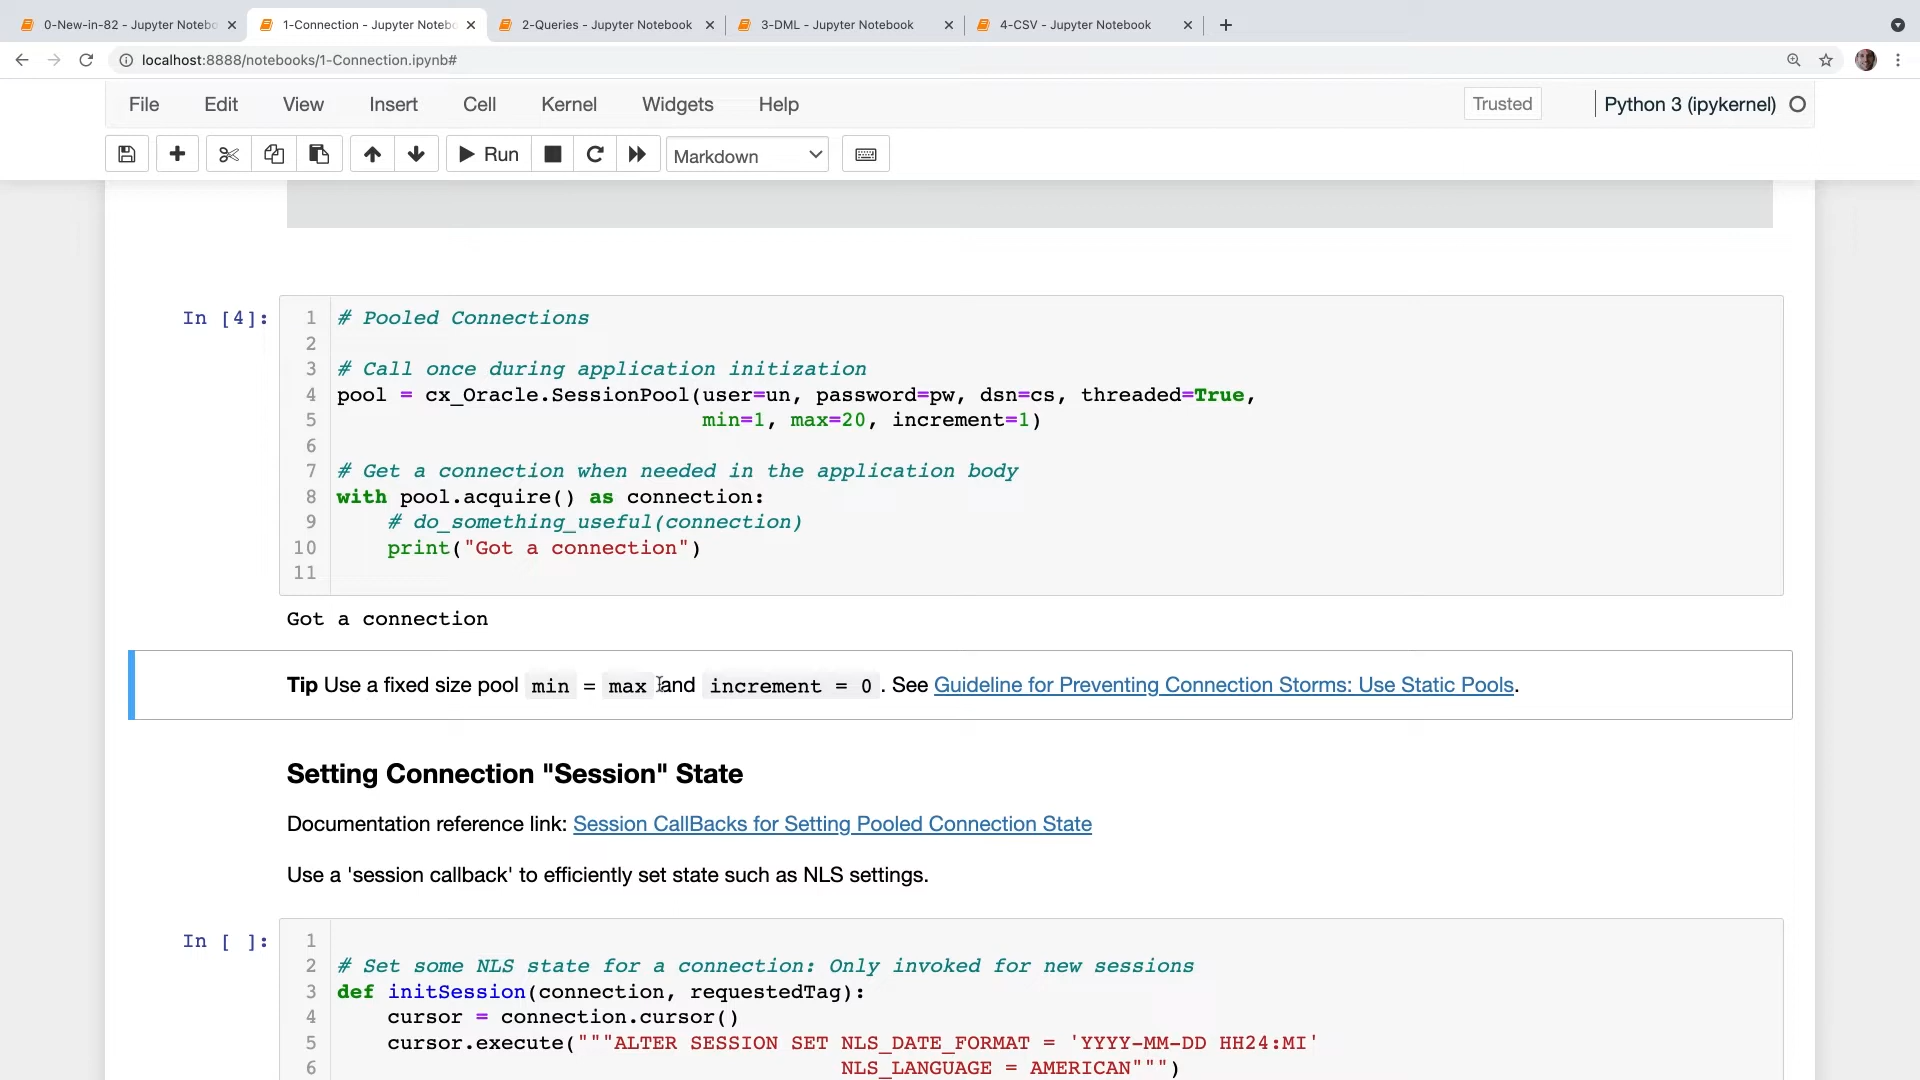 0-New-in-82 - Jupyter Notebo
1-Connection - Jupyter Notebo
2-Queries - Jupyter Notebook
3-DML - Jupyter Notebook
4-CSV - Jupyter Notebook
localhost:8888/notebooks/1-Connection.ipynb#
File Edit View Insert Cell Kernel Widgets Help
Trusted
Python 3 (ipykernel)
Run
Markdown
In [4]:
1 # Pooled Connections
2
3 # Call once during application initization
4 pool = cx_Oracle.SessionPool(user=un, password=pw, dsn=cs, threaded=True,
5 min=1, max=20, increment=1)
6
7 # Get a connection when needed in the application body
8 with pool.acquire() as connection:
9 # do_something_useful(connection)
10 print("Got a connection")
11
Got a connection
Tip Use a fixed size pool min = max and increment = 0 . See Guideline for Preventing Connection Storms: Use Static Pools.
Setting Connection "Session" State
Documentation reference link: Session CallBacks for Setting Pooled Connection State
Use a 'session callback' to efficiently set state such as NLS settings.
In [ ]:
1
2 # Set some NLS state for a connection: Only invoked for new sessions
3 def initSession(connection, requestedTag):
4 cursor = connection.cursor()
5 cursor.execute("""ALTER SESSION SET NLS_DATE_FORMAT = 'YYYY-MM-DD HH24:MI'
6 NLS_LANGUAGE = AMERICAN""")